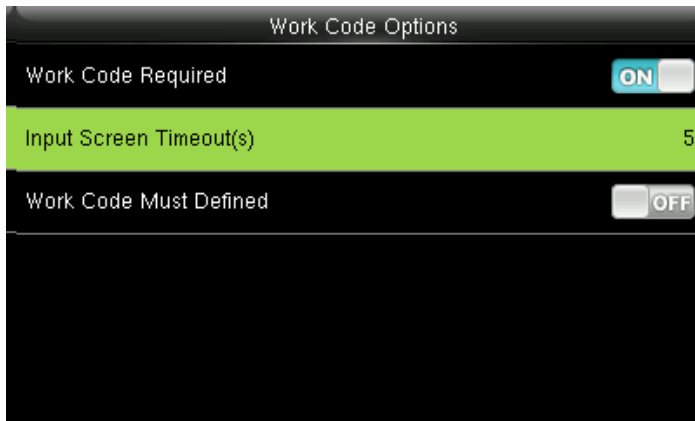 Work Code Options
Work Code Required ON
Input Screen Timeout(s) 5
Work Code Must Defined OFF